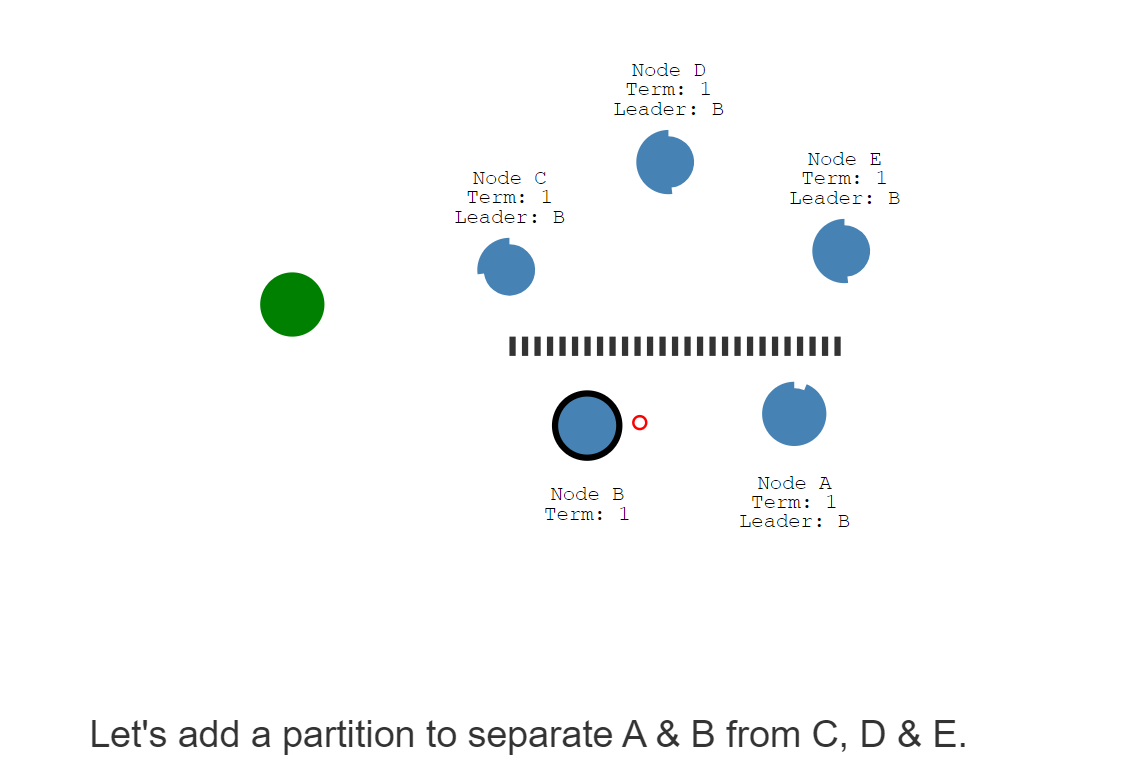 Node D
Term: 1
Leader: B
Node E
Term: 1
Leader: B
Node C
Term: 1
Leader: B
Node B
Term: 1
Node A
Term: 1
Leader: B
Let's add a partition to separate A & B from C, D & E.